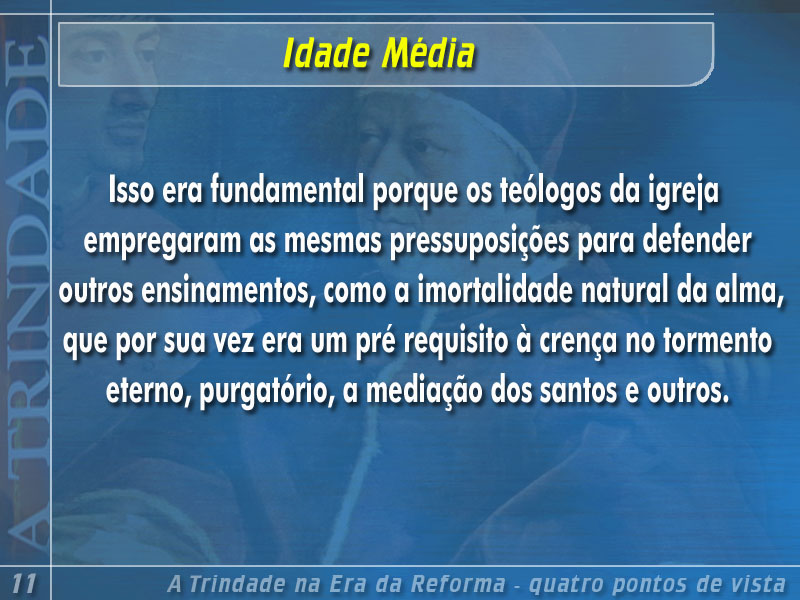 Idade Média
A TRINDADE
Isso era fundamental porque os teólogos da igreja
empregaram as mesmas pressuposições para defender
outros ensinamentos, como a imortalidade natural da alma,
que por sua vez era um pré requisito à crença no tormento
eterno, purgatório, a mediação dos santos e outros.
11
A Trindade na Era da Reforma - quatro pontos de vista